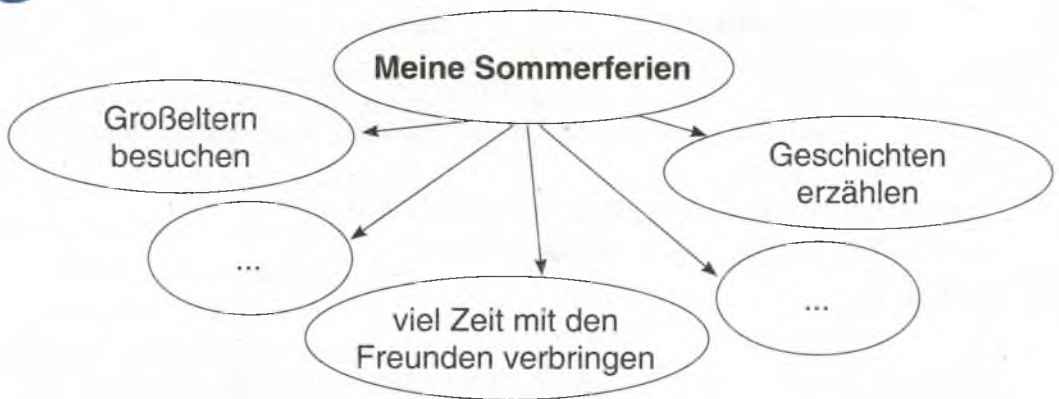 Meine Sommerferien
Großeltern
besuchen
Geschichten
erzählen
...
...
viel Zeit mit den
Freunden verbringen